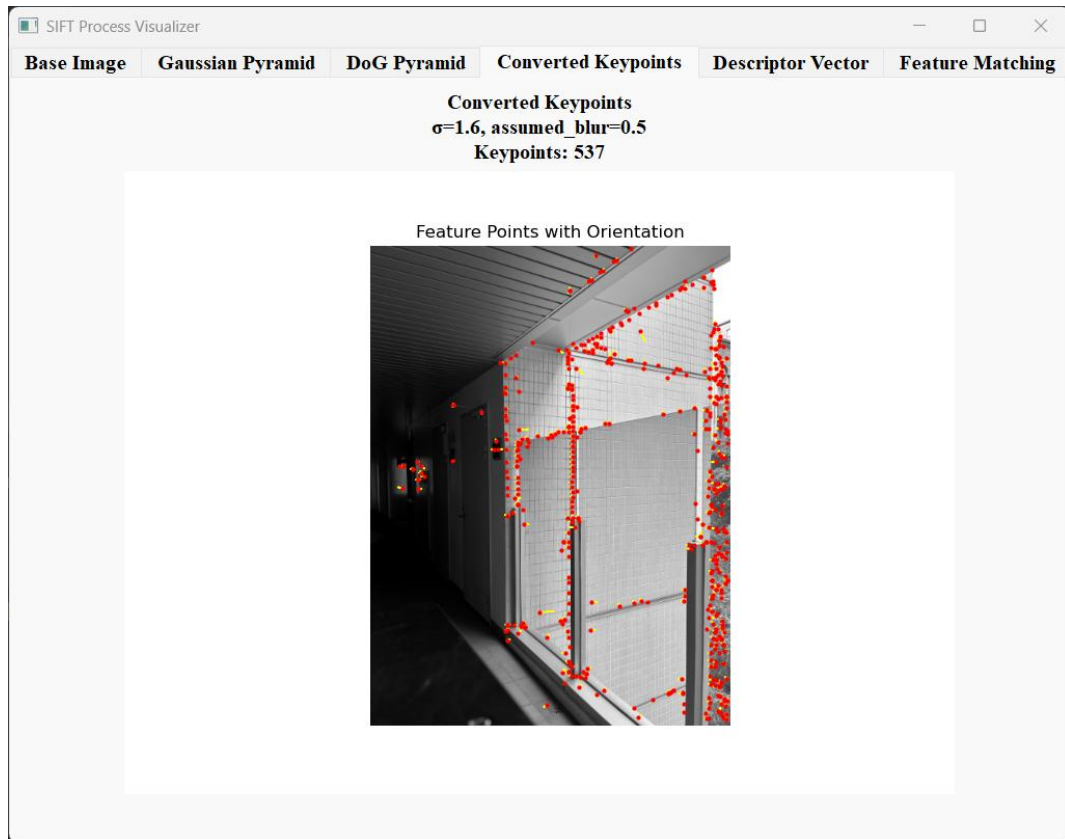 SIFT Process Visualizer
Base Image
Gaussian Pyramid
DoG Pyramid
Converted Keypoints
Descriptor Vector
Feature Matching
Converted Keypoints
σ=1.6, assumed_blur=0.5
Keypoints: 537
Feature Points with Orientation